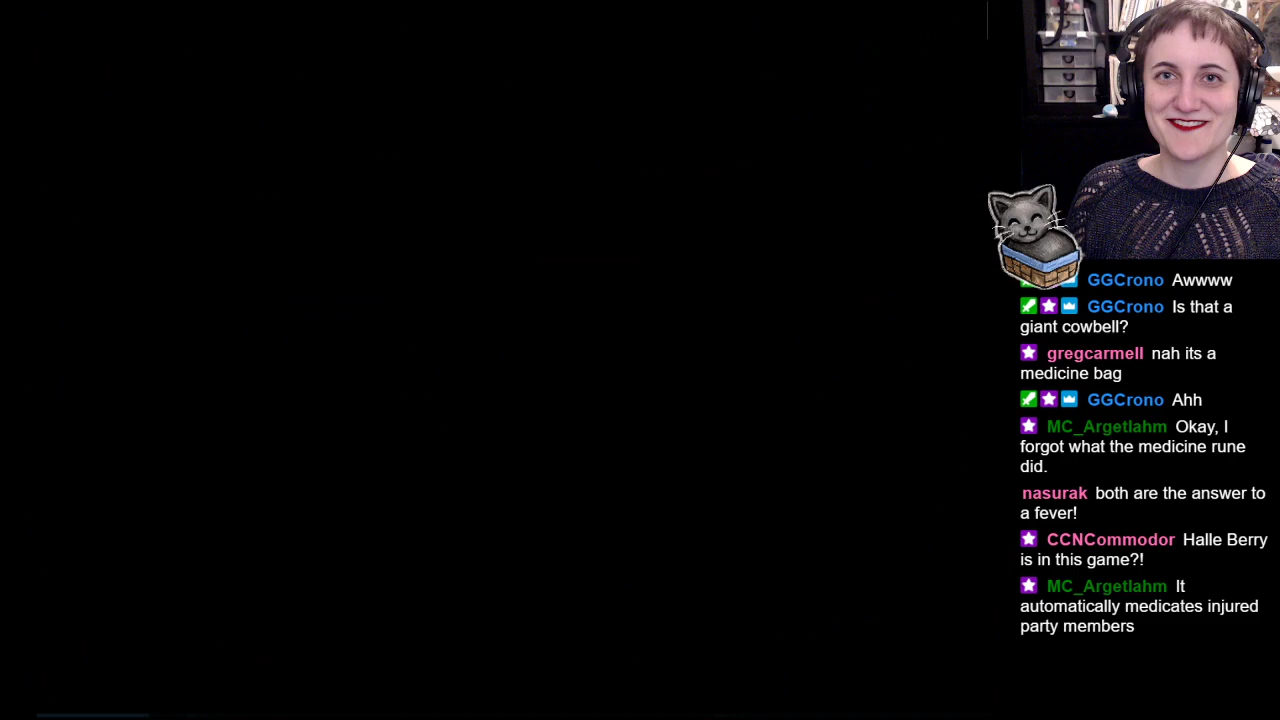 GGCrono Awwww
GGCrono Is that a
giant cowbell?
gregcarmell nah its a
medicine bag
GGCrono Ahh
MC_Argetlahm Okay, I
forgot what the medicine rune
did.
nasurak both are the answer to
a fever!
CCNCommodor Halle Berry
is in this game?!
MC_Argetlahm It
automatically medicates injured
party members